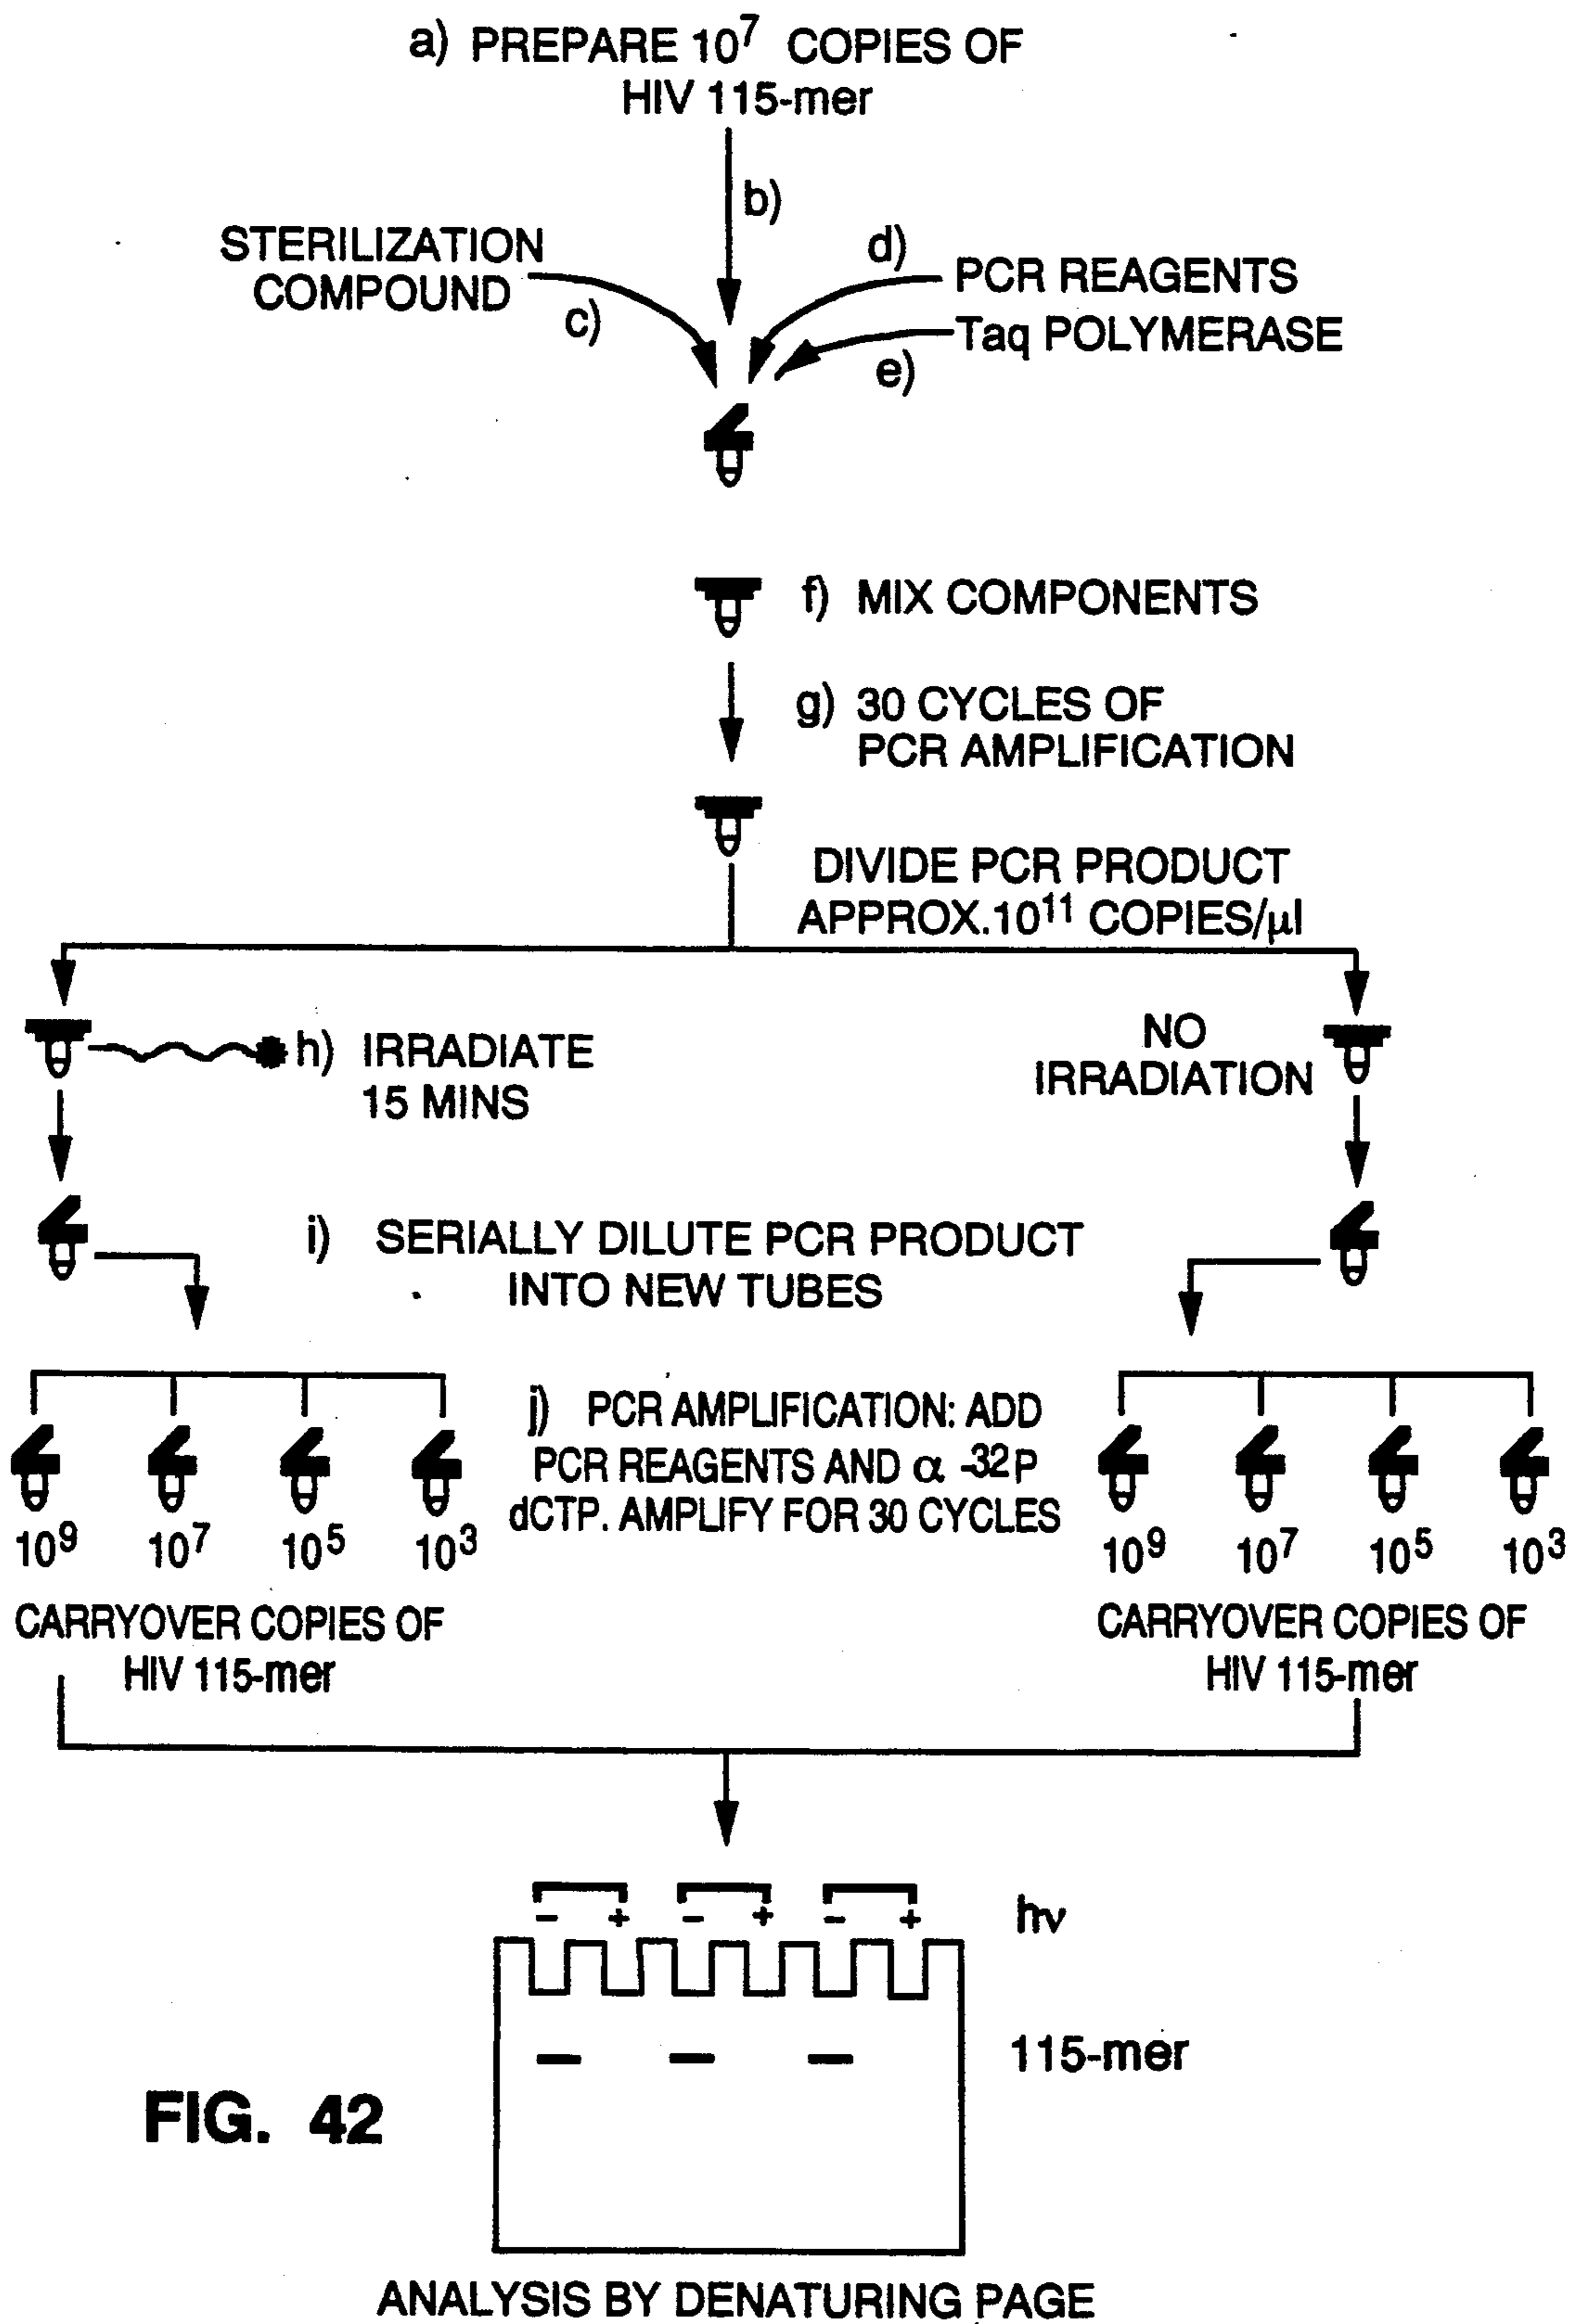 a) PREPARE 10⁷ COPIES OF
HIV 115-mer
b)
STERILIZATION
COMPOUND
c)
d)
PCR REAGENTS
Taq POLYMERASE
e)
f) MIX COMPONENTS
g) 30 CYCLES OF
PCR AMPLIFICATION
DIVIDE PCR PRODUCT
APPROX.10¹¹ COPIES/µl
h) IRRADIATE
15 MINS
NO
IRRADIATION
i) SERIALLY DILUTE PCR PRODUCT
INTO NEW TUBES
j) PCR AMPLIFICATION: ADD
PCR REAGENTS AND α -³²P
dCTP. AMPLIFY FOR 30 CYCLES
10⁹ 10⁷ 10⁵ 10³
CARRYOVER COPIES OF
HIV 115-mer
10⁹ 10⁷ 10⁵ 10³
CARRYOVER COPIES OF
HIV 115-mer
- + - + - + hν
115-mer
FIG. 42
ANALYSIS BY DENATURING PAGE